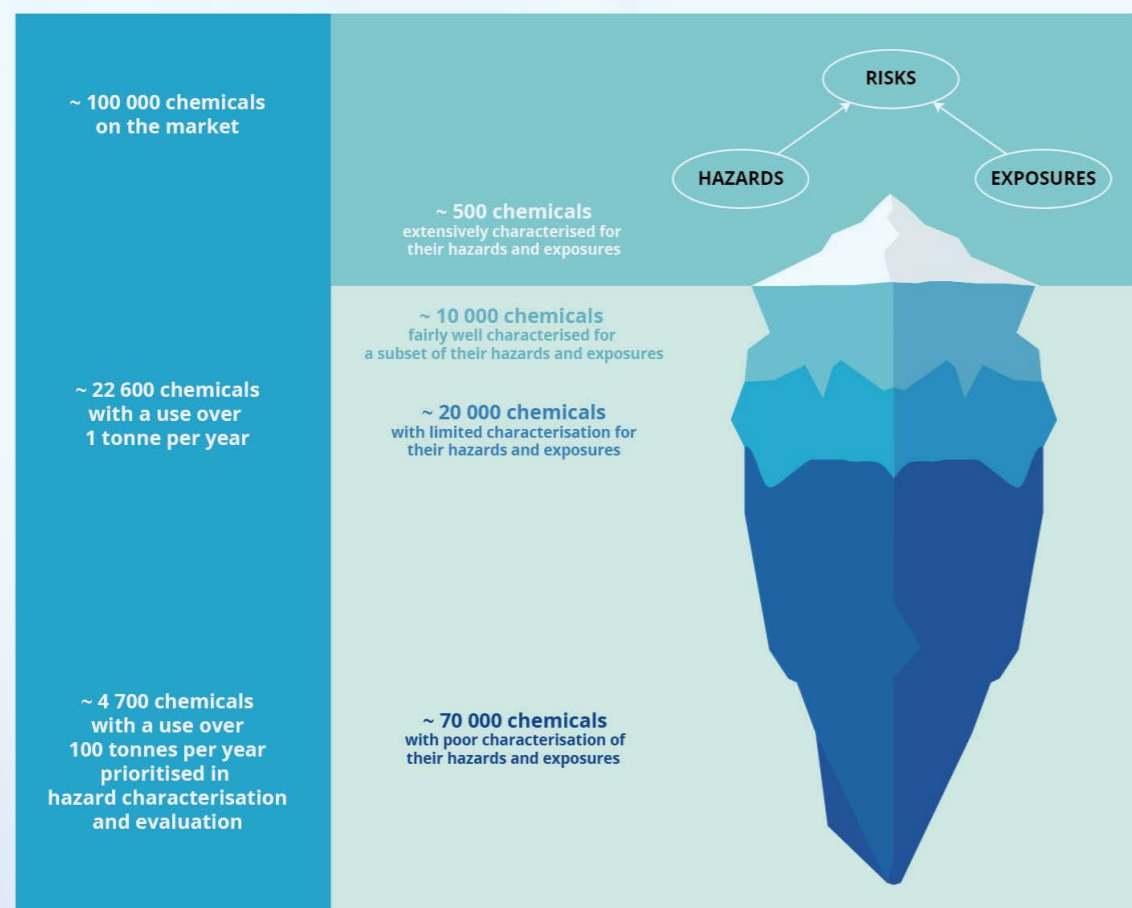 ~ 100 000 chemicals
on the market
~ 22 600 chemicals
with a use over
1 tonne per year
~ 4 700 chemicals
with a use over
100 tonnes per year
prioritised in
hazard characterisation
and evaluation
RISKS
HAZARDS
EXPOSURES
~ 500 chemicals
extensively characterised for
their hazards and exposures
~ 10 000 chemicals
fairly well characterised for
a subset of their hazards and exposures
~ 20 000 chemicals
with limited characterisation for
their hazards and exposures
~ 70 000 chemicals
with poor characterisation of
their hazards and exposures